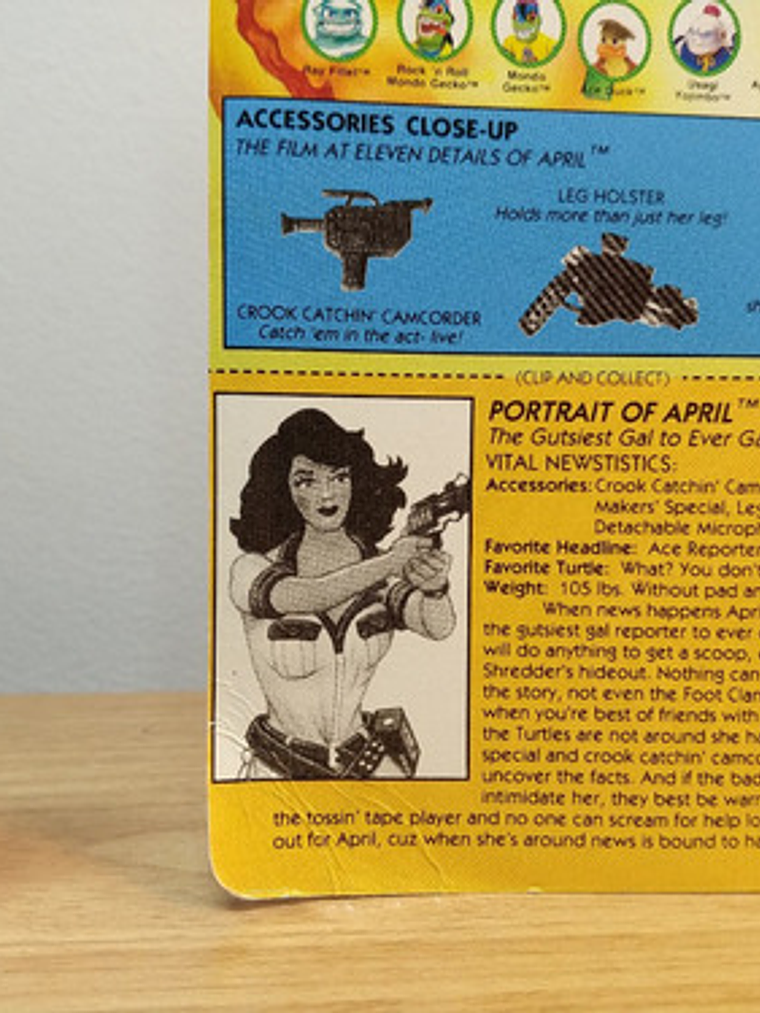 Ray Fillet™
Rock 'n Roll
Mondo Gecko™
Mondo
Gecko™
Ace Duck™
Usagi
Yojimbo™
ACCESSORIES CLOSE-UP
THE FILM AT ELEVEN DETAILS OF APRIL™
LEG HOLSTER
Holds more than just her leg!
CROOK CATCHIN' CAMCORDER
Catch 'em in the act- live!
(CLIP AND COLLECT)
PORTRAIT OF APRIL™
The Gutsiest Gal to Ever
VITAL NEWSTISTICS:
Accessories: Crook Catchin' Cam
Makers' Special, Leg
Detachable Microph
Favorite Headline: Ace Reporter
Favorite Turtle: What? You don't
Weight: 105 lbs. Without pad an
When news happens Apri
the gutsiest gal reporter to ever
will do anything to get a scoop,
Shredder's hideout. Nothing can
the story, not even the Foot Clan
when you're best of friends with
the Turtles are not around she ha
special and crook catchin' camco
uncover the facts. And if the bad
intimidate her, they best be warn
the tossin' tape player and no one can scream for help lo
out for April, cuz when she's around news is bound to ha